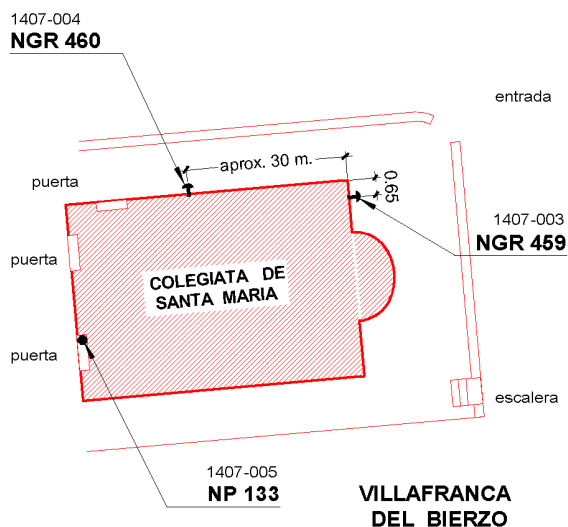 1407-004
NGR 460
entrada
aprox. 30 m.
puerta
0.65
1407-003
NGR 459
puerta
COLEGIATA DE
SANTA MARIA
puerta
escalera
1407-005
NP 133
VILLAFRANCA
DEL BIERZO